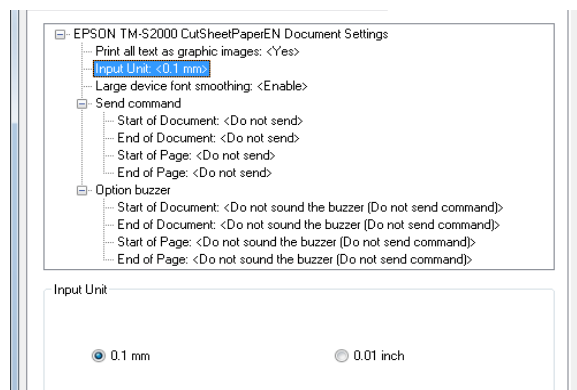 EPSON TM-S2000 CutSheetPaperEN Document Settings
Print all text as graphic images: <Yes>
Input Unit: <0.1 mm>
Large device font smoothing: <Enable>
Send command
Start of Document: <Do not send>
End of Document: <Do not send>
Start of Page: <Do not send>
End of Page: <Do not send>
Option buzzer
Start of Document: <Do not sound the buzzer (Do not send command)>
End of Document: <Do not sound the buzzer (Do not send command)>
Start of Page: <Do not sound the buzzer (Do not send command)>
End of Page: <Do not sound the buzzer (Do not send command)>
Input Unit
0.1 mm 0.01 inch